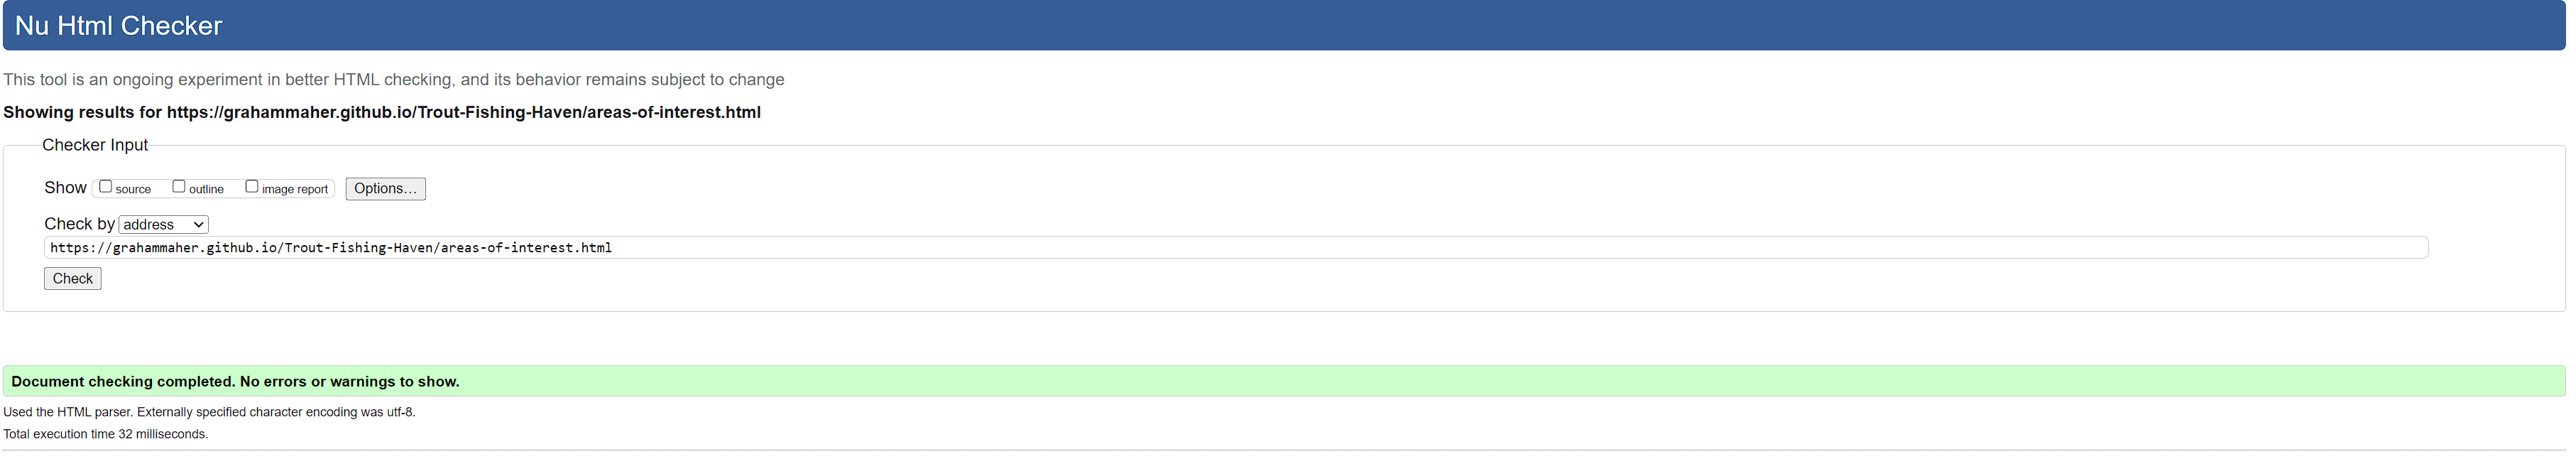 Nu Html Checker
This tool is an ongoing experiment in better HTML checking, and its behavior remains subject to change
Showing results for https://grahammaher.github.io/Trout-Fishing-Haven/areas-of-interest.html
Checker Input
Show source outline image report Options…
Check by address
https://grahammaher.github.io/Trout-Fishing-Haven/areas-of-interest.html
Check
Document checking completed. No errors or warnings to show.
Used the HTML parser. Externally specified character encoding was utf-8.
Total execution time 32 milliseconds.